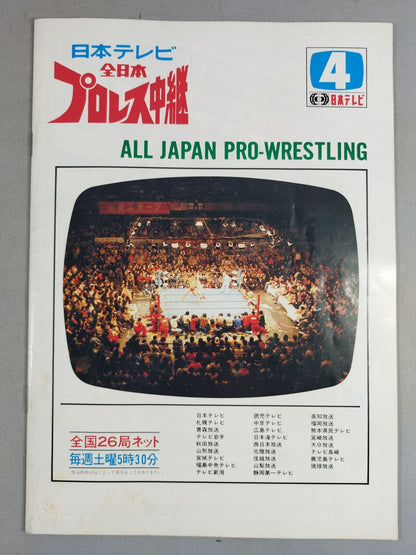 日本テレビ
全日本
プロレス中継
4
日本テレビ
ALL JAPAN PRO-WRESTLING
全国26局ネット
毎週土曜5時30分
日本テレビ
札幌テレビ
青森放送
テレビ岩手
秋田放送
山形放送
宮城テレビ
福島中央テレビ
テレビ新潟
読売テレビ
中京テレビ
広島テレビ
日本海テレビ
西日本放送
北陸放送
信越放送
山梨放送
静岡第一テレビ
高知放送
福岡放送
熊本県民テレビ
宮崎放送
大分放送
テレビ長崎
鹿児島テレビ
琉球放送